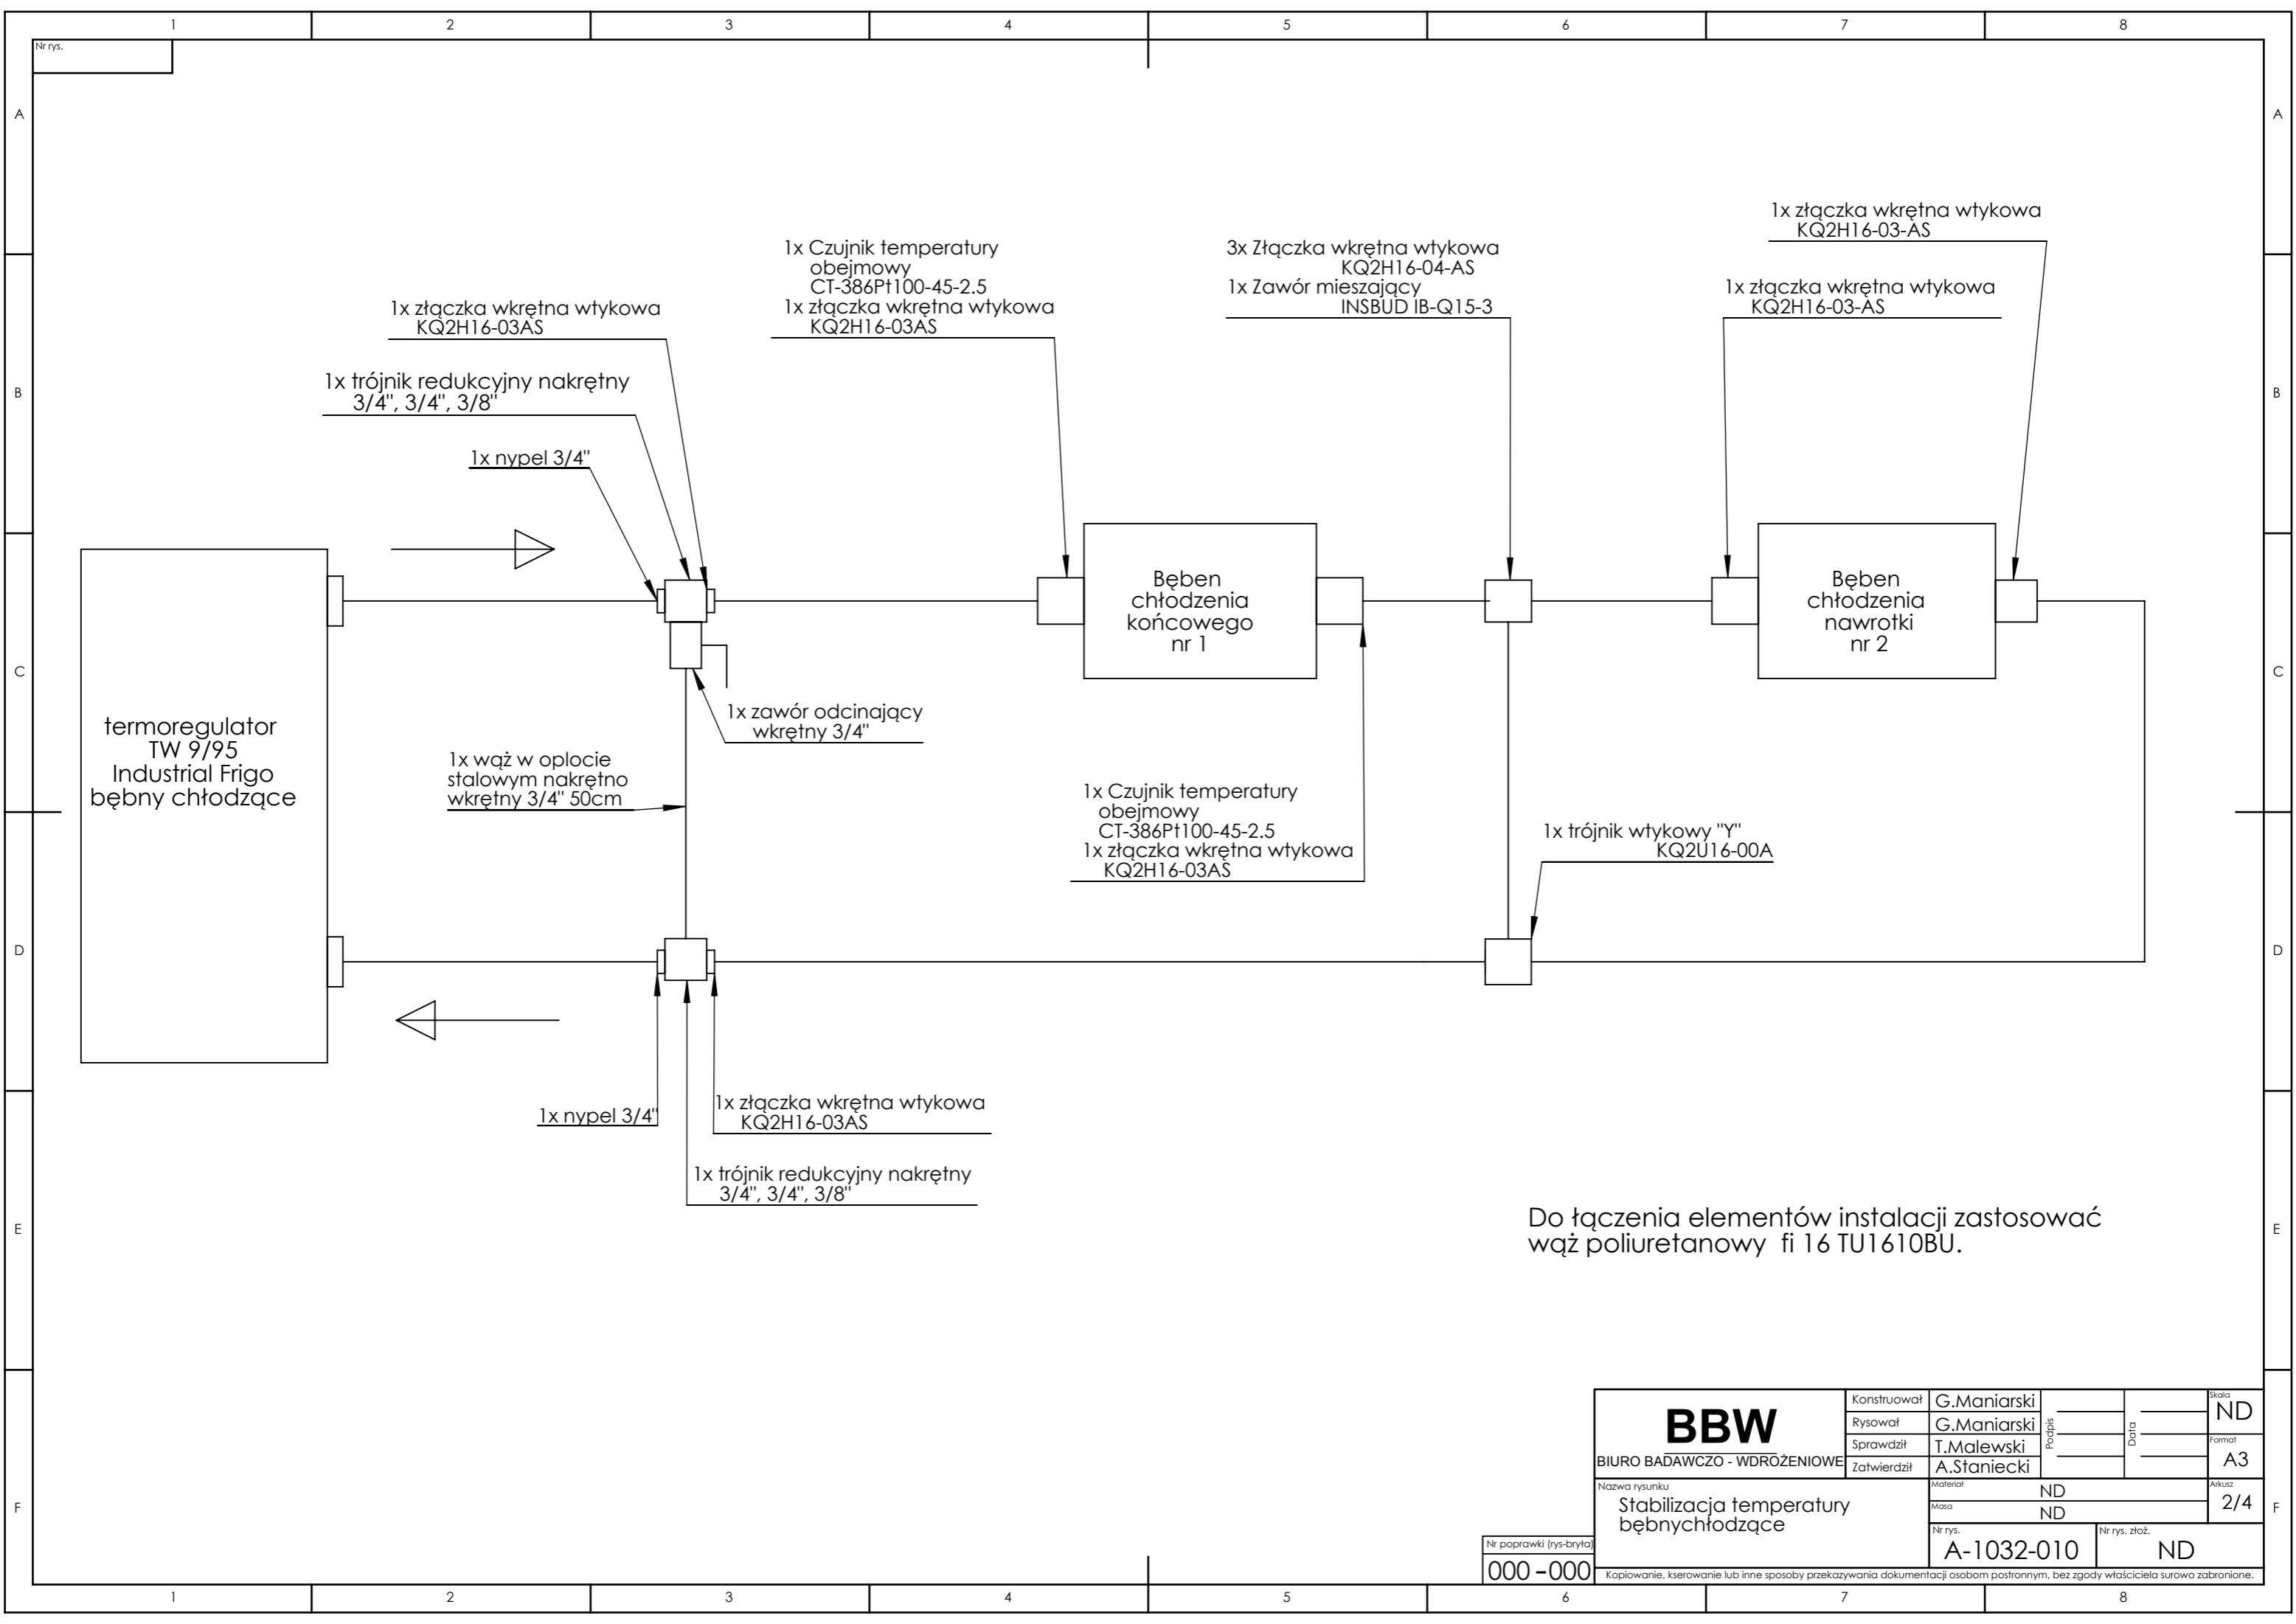 1
2
3
4
5
6
7
8
Nr rys.
A
A
B
B
C
C
D
D
E
E
F
F
1x złączka wkrętna wtykowa
KQ2H16-03AS
1x trójnik redukcyjny nakrętny
3/4", 3/4", 3/8"
1x nypel 3/4"
1x Czujnik temperatury
obejmowy
CT-386Pt100-45-2.5
1x złączka wkrętna wtykowa
KQ2H16-03AS
3x Złączka wkrętna wtykowa
KQ2H16-04-AS
1x Zawór mieszający
INSBUD IB-Q15-3
1x złączka wkrętna wtykowa
KQ2H16-03-AS
1x złączka wkrętna wtykowa
KQ2H16-03-AS
termoregulator
TW 9/95
Industrial Frigo
bębny chłodzące
Bęben
chłodzenia
końcowego
nr 1
Bęben
chłodzenia
nawrotki
nr 2
1x zawór odcinający
wkrętny 3/4"
1x wąż w oplocie
stalowym nakrętno
wkrętny 3/4" 50cm
1x Czujnik temperatury
obejmowy
CT-386Pt100-45-2.5
1x złączka wkrętna wtykowa
KQ2H16-03AS
1x trójnik wtykowy "Y"
KQ2U16-00A
1x nypel 3/4"
1x złączka wkrętna wtykowa
KQ2H16-03AS
1x trójnik redukcyjny nakrętny
3/4", 3/4", 3/8"
Do łączenia elementów instalacji zastosować
wąż poliuretanowy fi 16 TU1610BU.
BBW
BIURO BADAWCZO - WDROŻENIOWE
Konstruował G.Maniarski
Rysował G.Maniarski
Sprawdził T.Malewski
Zatwierdził A.Staniecki
Podpis
Data
Skala
ND
Format
A3
Nazwa rysunku
Stabilizacja temperatury
bębnychłodzące
Materiał ND
Masa ND
Arkusz
2/4
Nr rys.
A-1032-010
Nr rys. złoż.
ND
Nr poprawki (rys-bryła)
000 -000
Kopiowanie, kserowanie lub inne sposoby przekazywania dokumentacji osobom postronnym, bez zgody właściciela surowo zabronione.
1
2
3
4
5
6
7
8